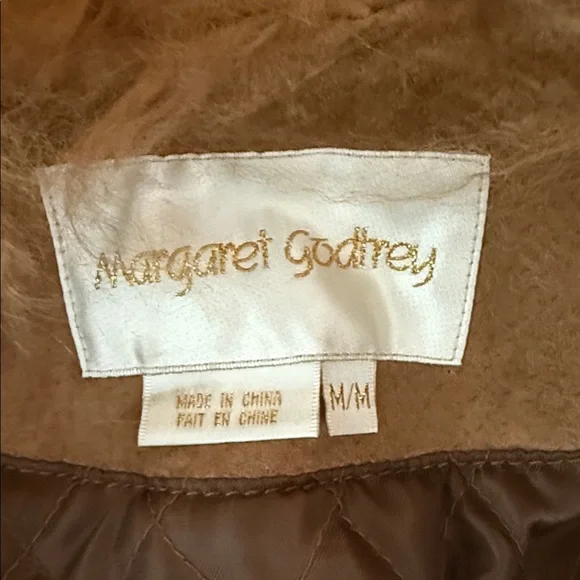 Margaret Godfrey
MADE IN CHINA
FAIT EN CHINE
M/M